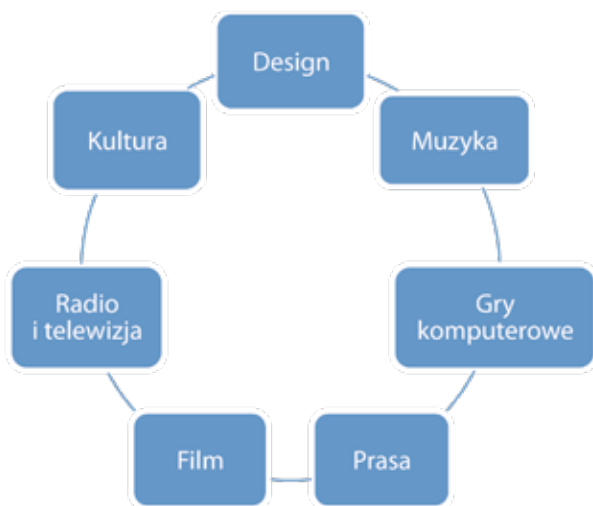 Design
Muzyka
Gry
komputerowe
Prasa
Film
Radio
i telewizja
Kultura